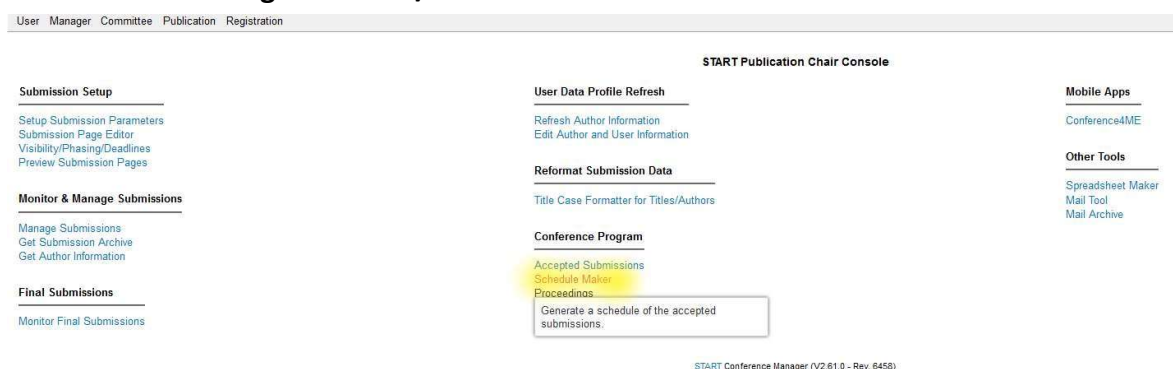 User Manager Committee Publication Registration
START Publication Chair Console
Submission Setup
Setup Submission Parameters
Submission Page Editor
Visibility/Phasing/Deadlines
Preview Submission Pages
Monitor & Manage Submissions
Manage Submissions
Get Submission Archive
Get Author Information
Final Submissions
Monitor Final Submissions
User Data Profile Refresh
Refresh Author Information
Edit Author and User Information
Reformat Submission Data
Title Case Formatter for Titles/Authors
Conference Program
Accepted Submissions
Schedule Maker
Proceedings
Generate a schedule of the accepted
submissions.
Mobile Apps
Conference4ME
Other Tools
Spreadsheet Maker
Mail Tool
Mail Archive
START Conference Manager (V2.61.0 - Rev. 6458)